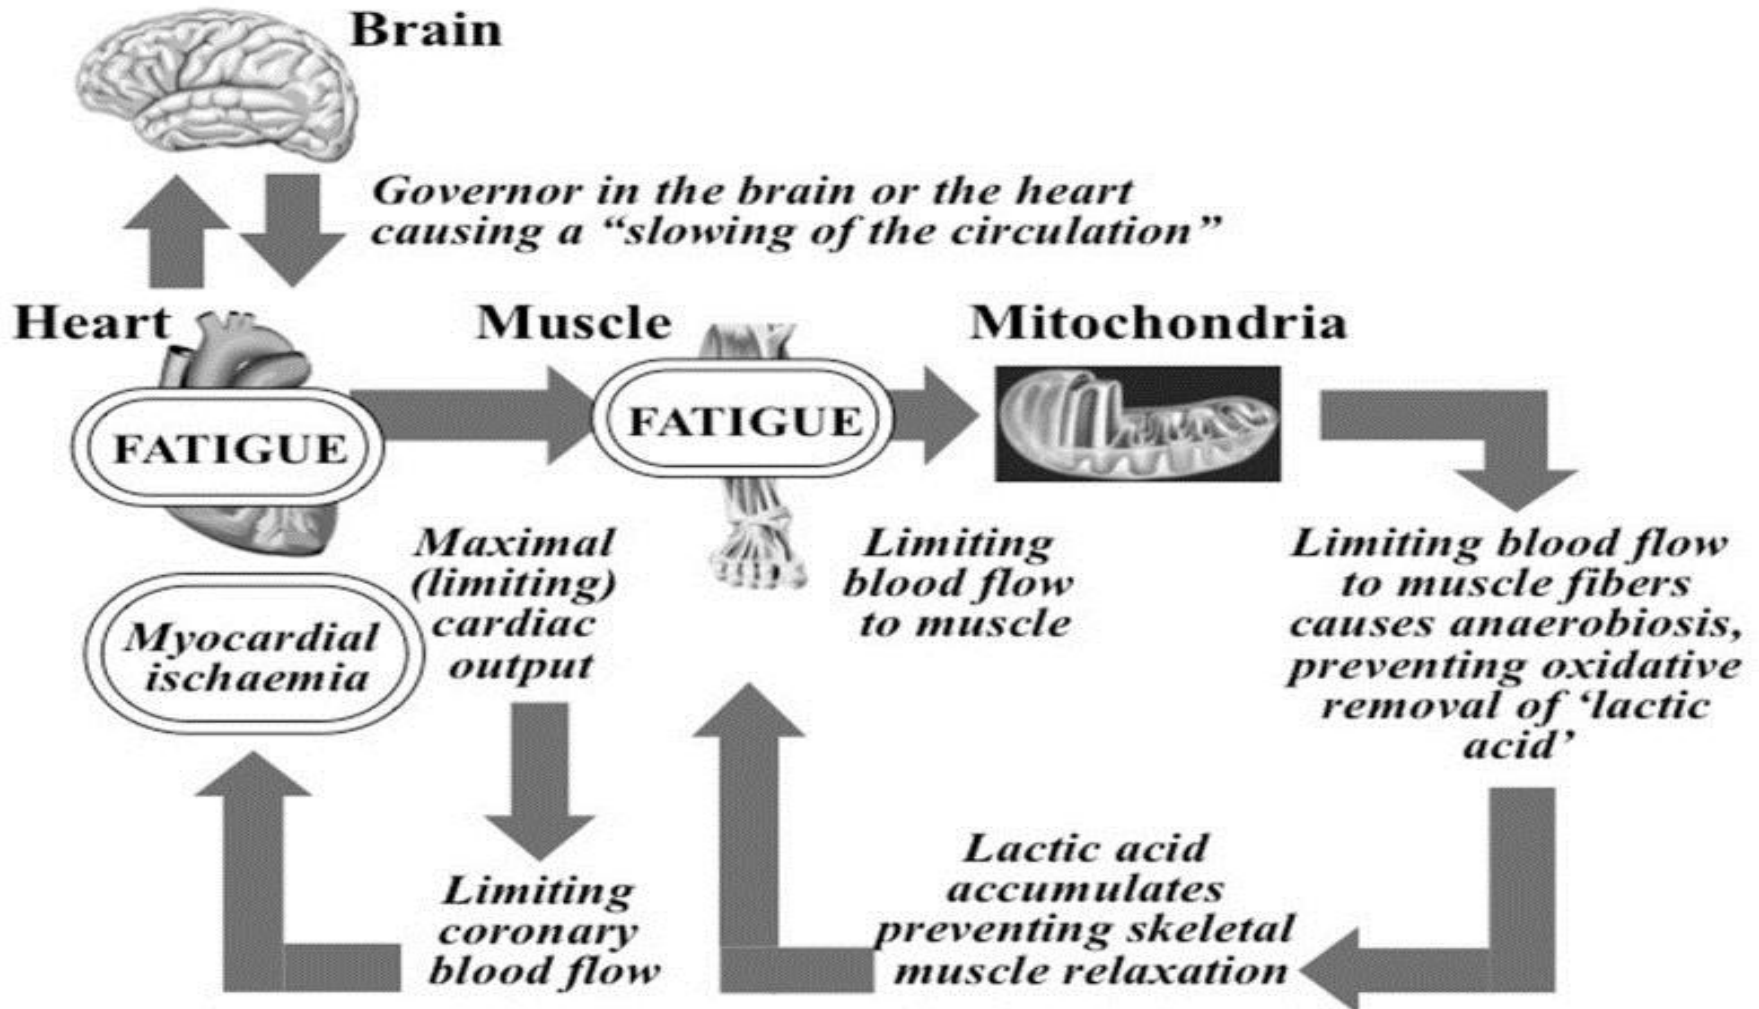 Brain
Governor in the brain or the heart
causing a “slowing of the circulation”
Heart
Muscle
Mitochondria
FATIGUE
FATIGUE
Maximal
(limiting)
cardiac
output
Limiting
blood flow
to muscle
Limiting blood flow
to muscle fibers
causes anaerobiosis,
preventing oxidative
removal of ‘lactic
acid’
Myocardial
ischaemia
Limiting
coronary
blood flow
Lactic acid
accumulates
preventing skeletal
muscle relaxation